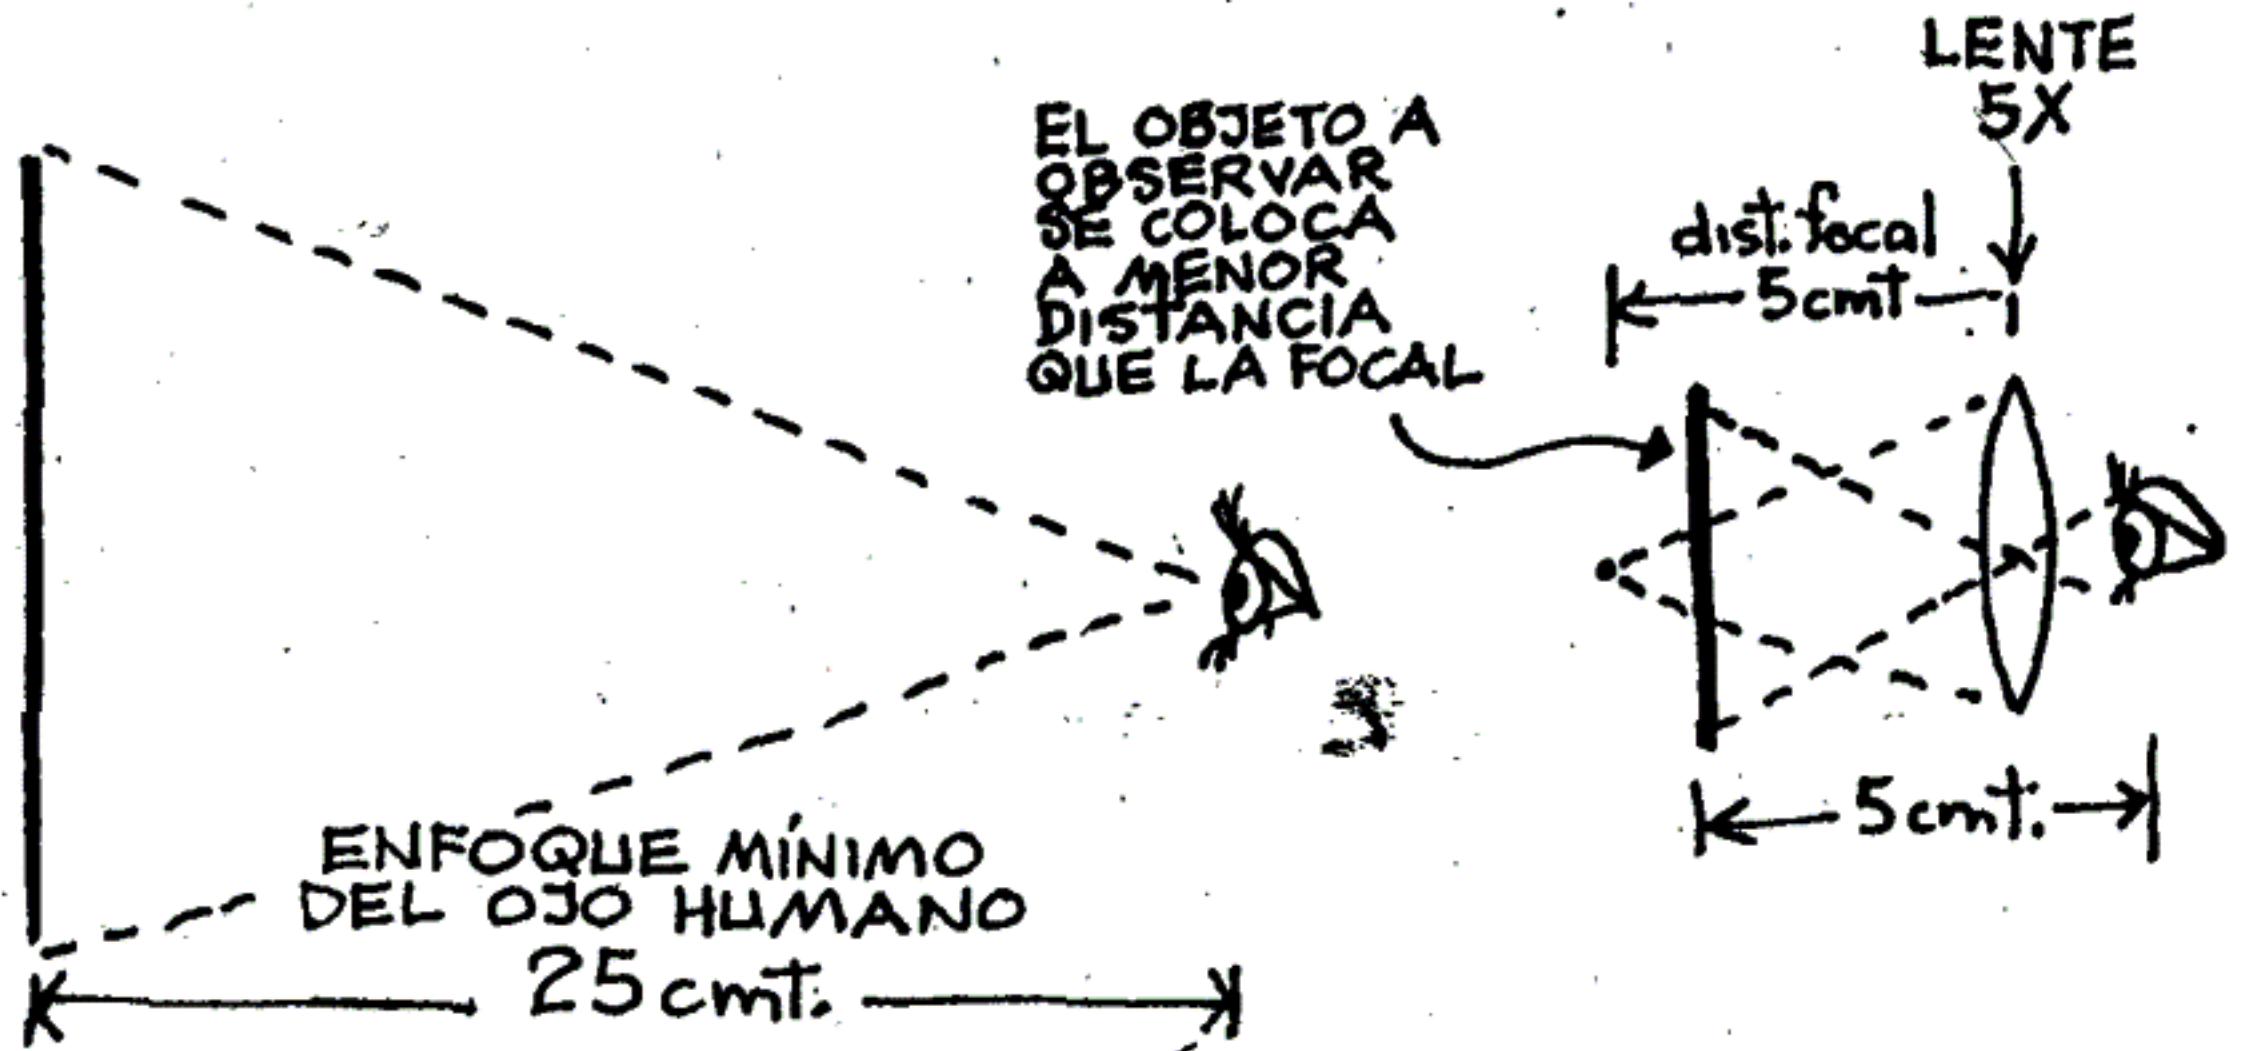 LENTE
5X
EL OBJETO A
OBSERVAR
SE COLOCA
A MENOR
DISTANCIA
QUE LA FOCAL
dist. focal
5cmt
5cmt.
ENFOQUE MÍNIMO
DEL OJO HUMANO
25cmt.